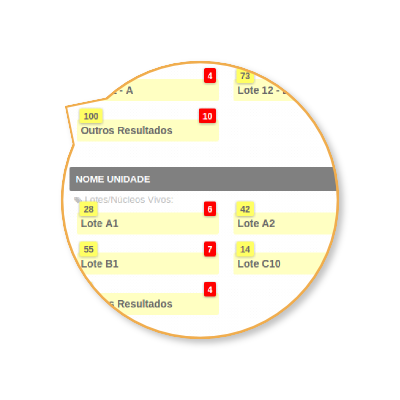 4 73
- A Lote 12 -
100 10
Outros Resultados
NOME UNIDADE
Lotes/Núcleos Vivos:
28 6 42
Lote A1 Lote A2
55 7 14
Lote B1 Lote C10
4
Resultados